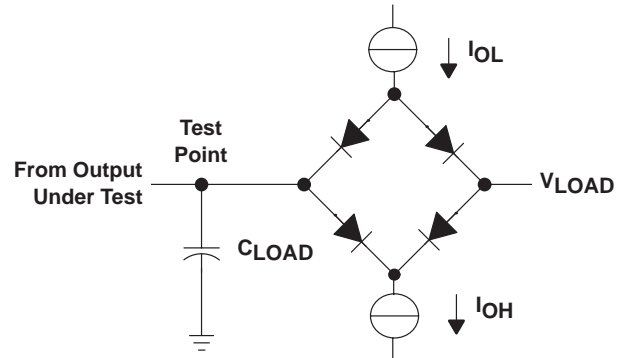 IOL
Test
Point
From Output
Under Test
VLOAD
CLOAD
IOH